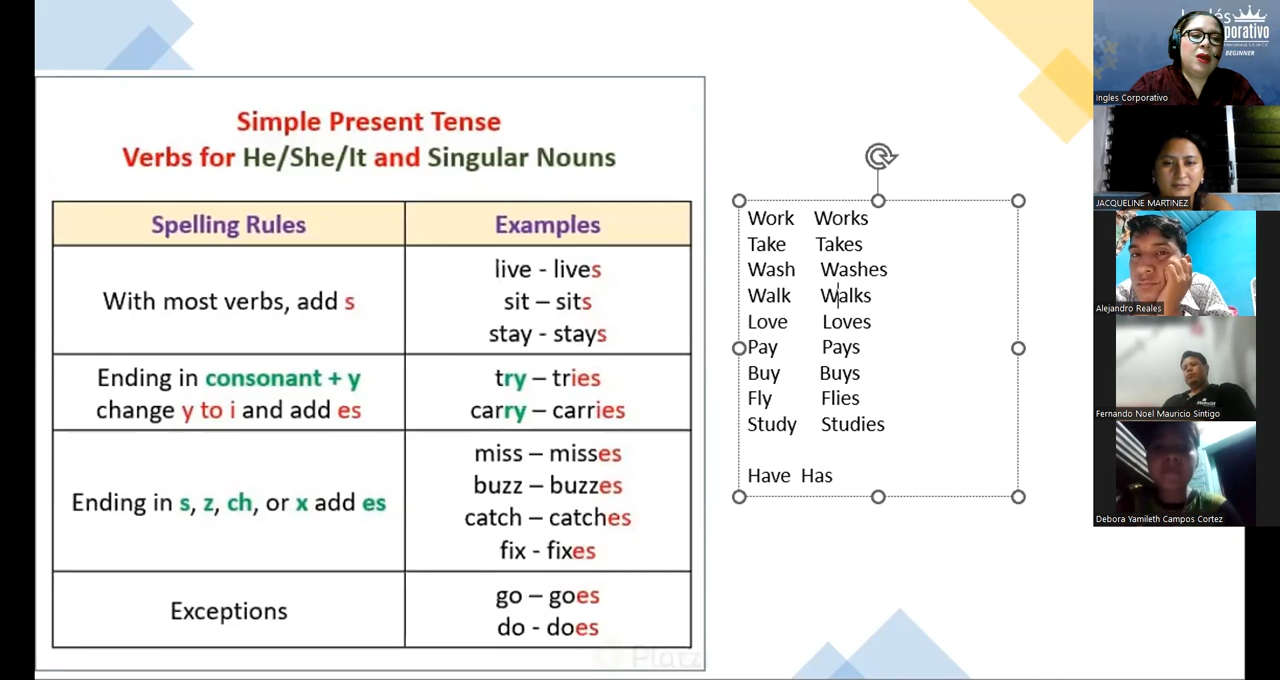 Simple Present Tense
Verbs for He/She/It and Singular Nouns
Spelling Rules
Examples
With most verbs, add s
live - lives
sit – sits
stay - stays
Ending in consonant + y
change y to i and add es
try – tries
carry – carries
Ending in s, z, ch, or x add es
miss – misses
buzz – buzzes
catch – catches
fix - fixes
Exceptions
go – goes
do - does
Work Works
Take Takes
Wash Washes
Walk Walks
Love Loves
Pay Pays
Buy Buys
Fly Flies
Study Studies
Have Has
BEGINNER
Ingles Corporativo
JACQUELINE MARTINEZ
Alejandro Reales
Fernando Noel Mauricio Sintigo
Debora Yamileth Campos Cortez